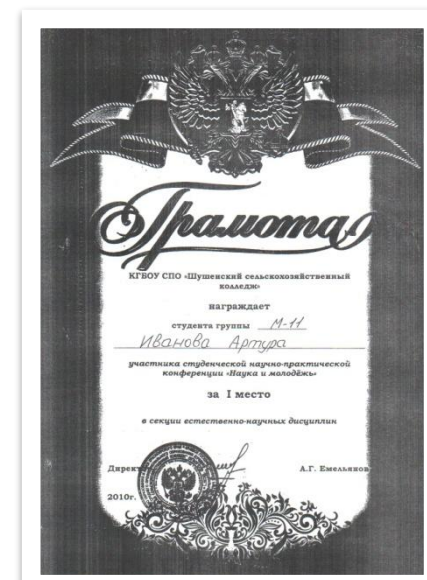 Грамота
КГБОУ СПО «Шушенский сельскохозяйственный
колледж»
награждает
студента группы М-11
Иванова Артура
участника студенческой научно-практической
конференции «Наука и молодёжь»
за I место
в секции естественно-научных дисциплин
Директ А.Г. Емельянов
2010г.